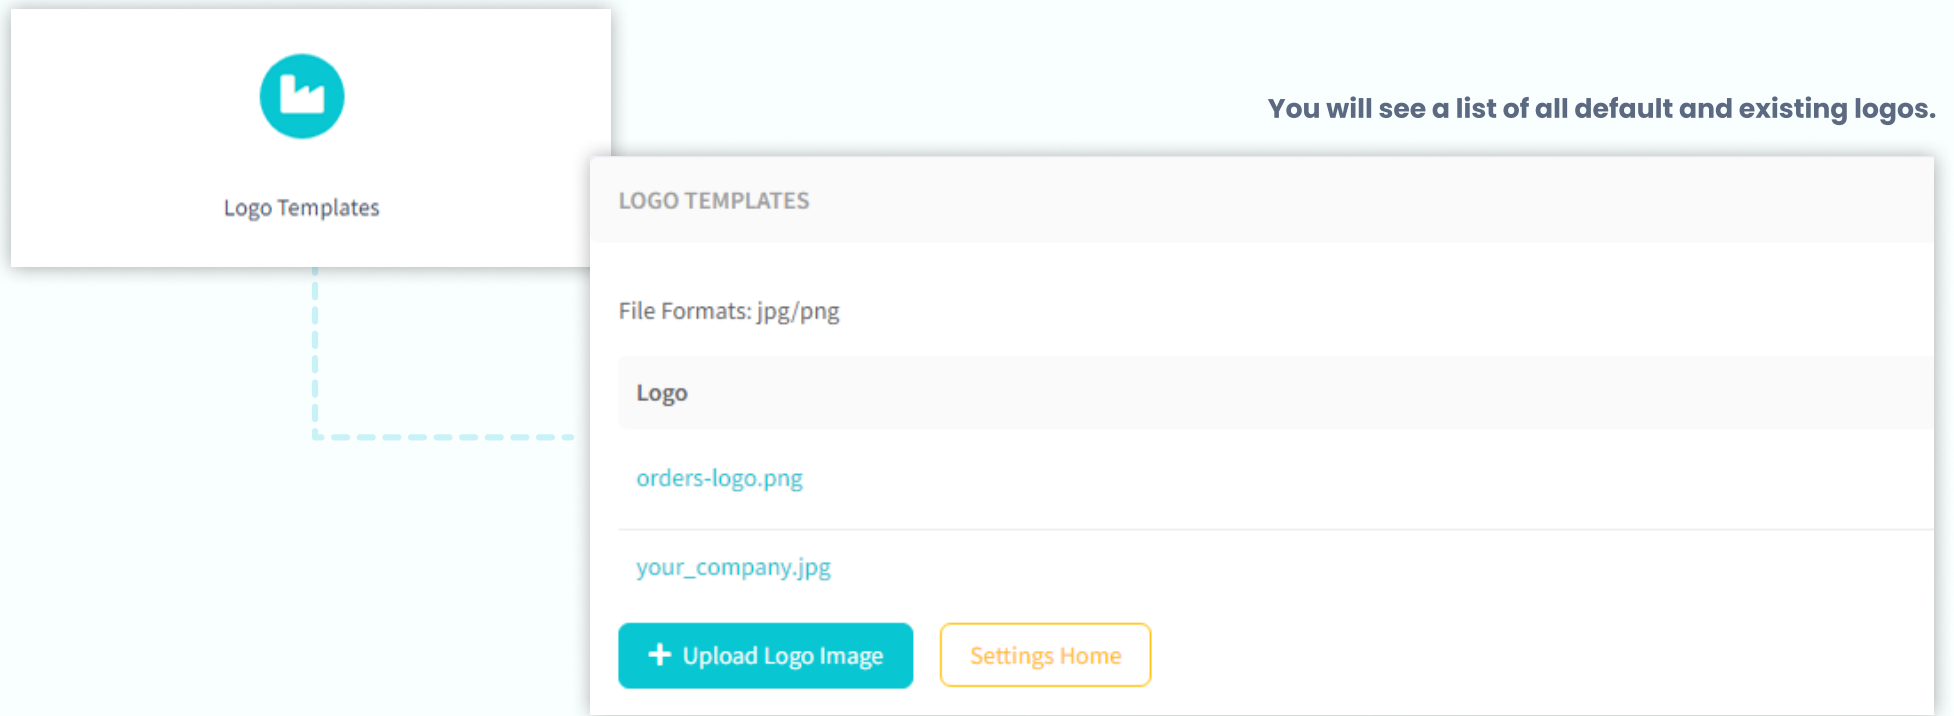 Logo Templates
You will see a list of all default and existing logos.
LOGO TEMPLATES
File Formats: jpg/png
Logo
orders-logo.png
your_company.jpg
+ Upload Logo Image
Settings Home